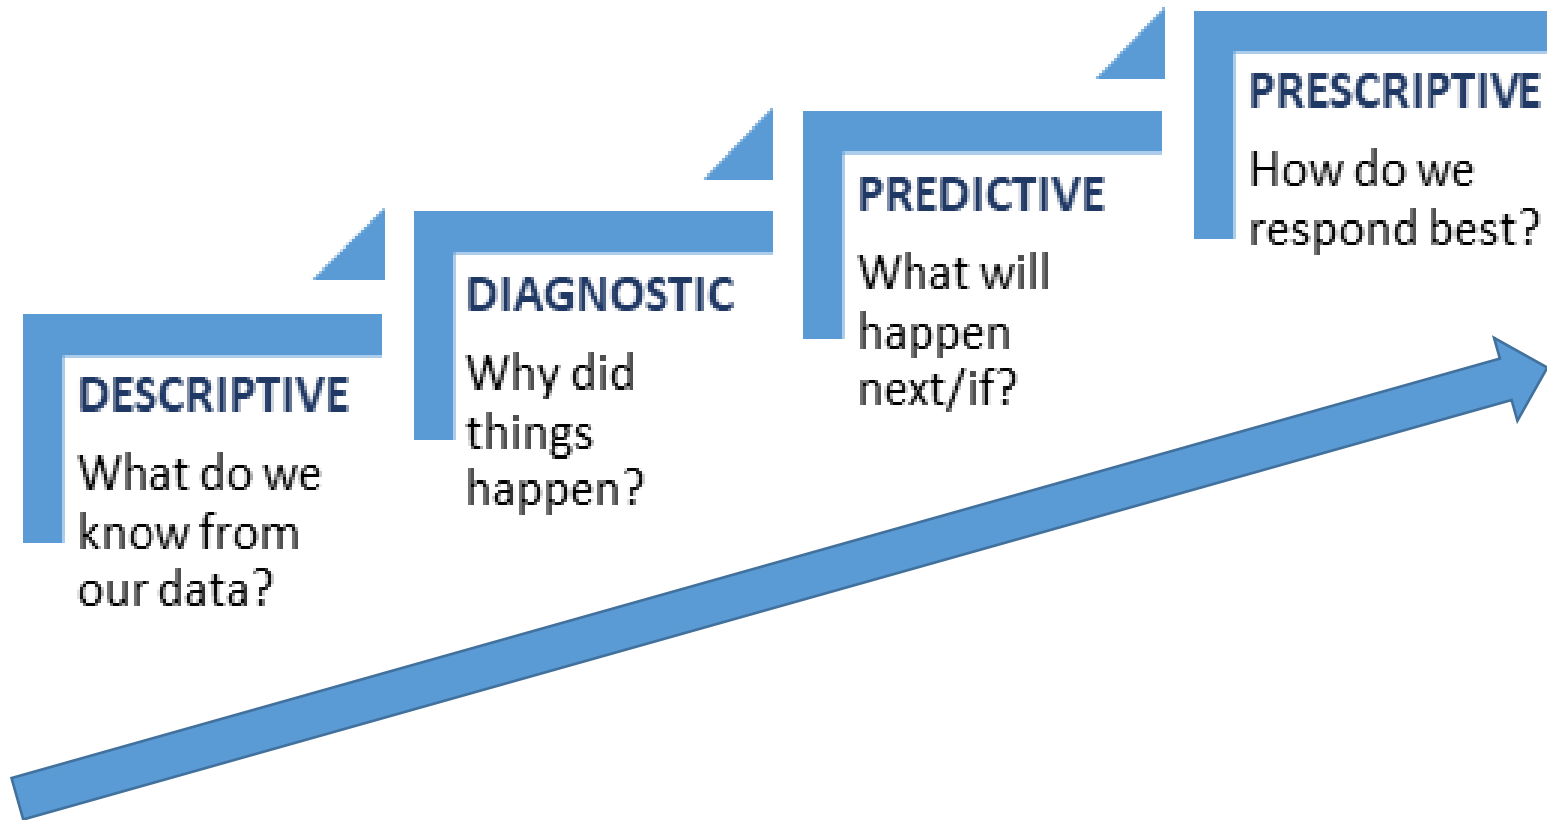 DESCRIPTIVE
What do we
know from
our data?
DIAGNOSTIC
Why did
things
happen?
PREDICTIVE
What will
happen
next/if?
PRESCRIPTIVE
How do we
respond best?